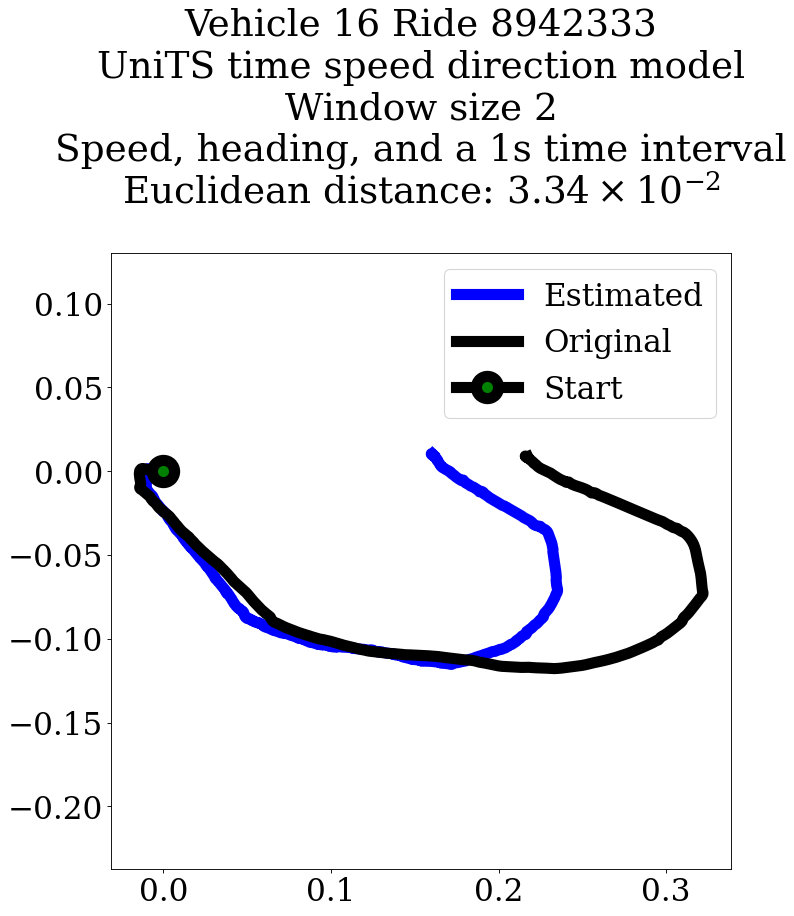 Vehicle 16 Ride 8942333
UniTS time speed direction model
Window size 2
Speed, heading, and a 1s time interval
Euclidean distance: 3.34 × 10⁻²
Estimated
Original
Start
0.10
0.05
0.00
−0.05
−0.10
−0.15
−0.20
0.0 0.1 0.2 0.3